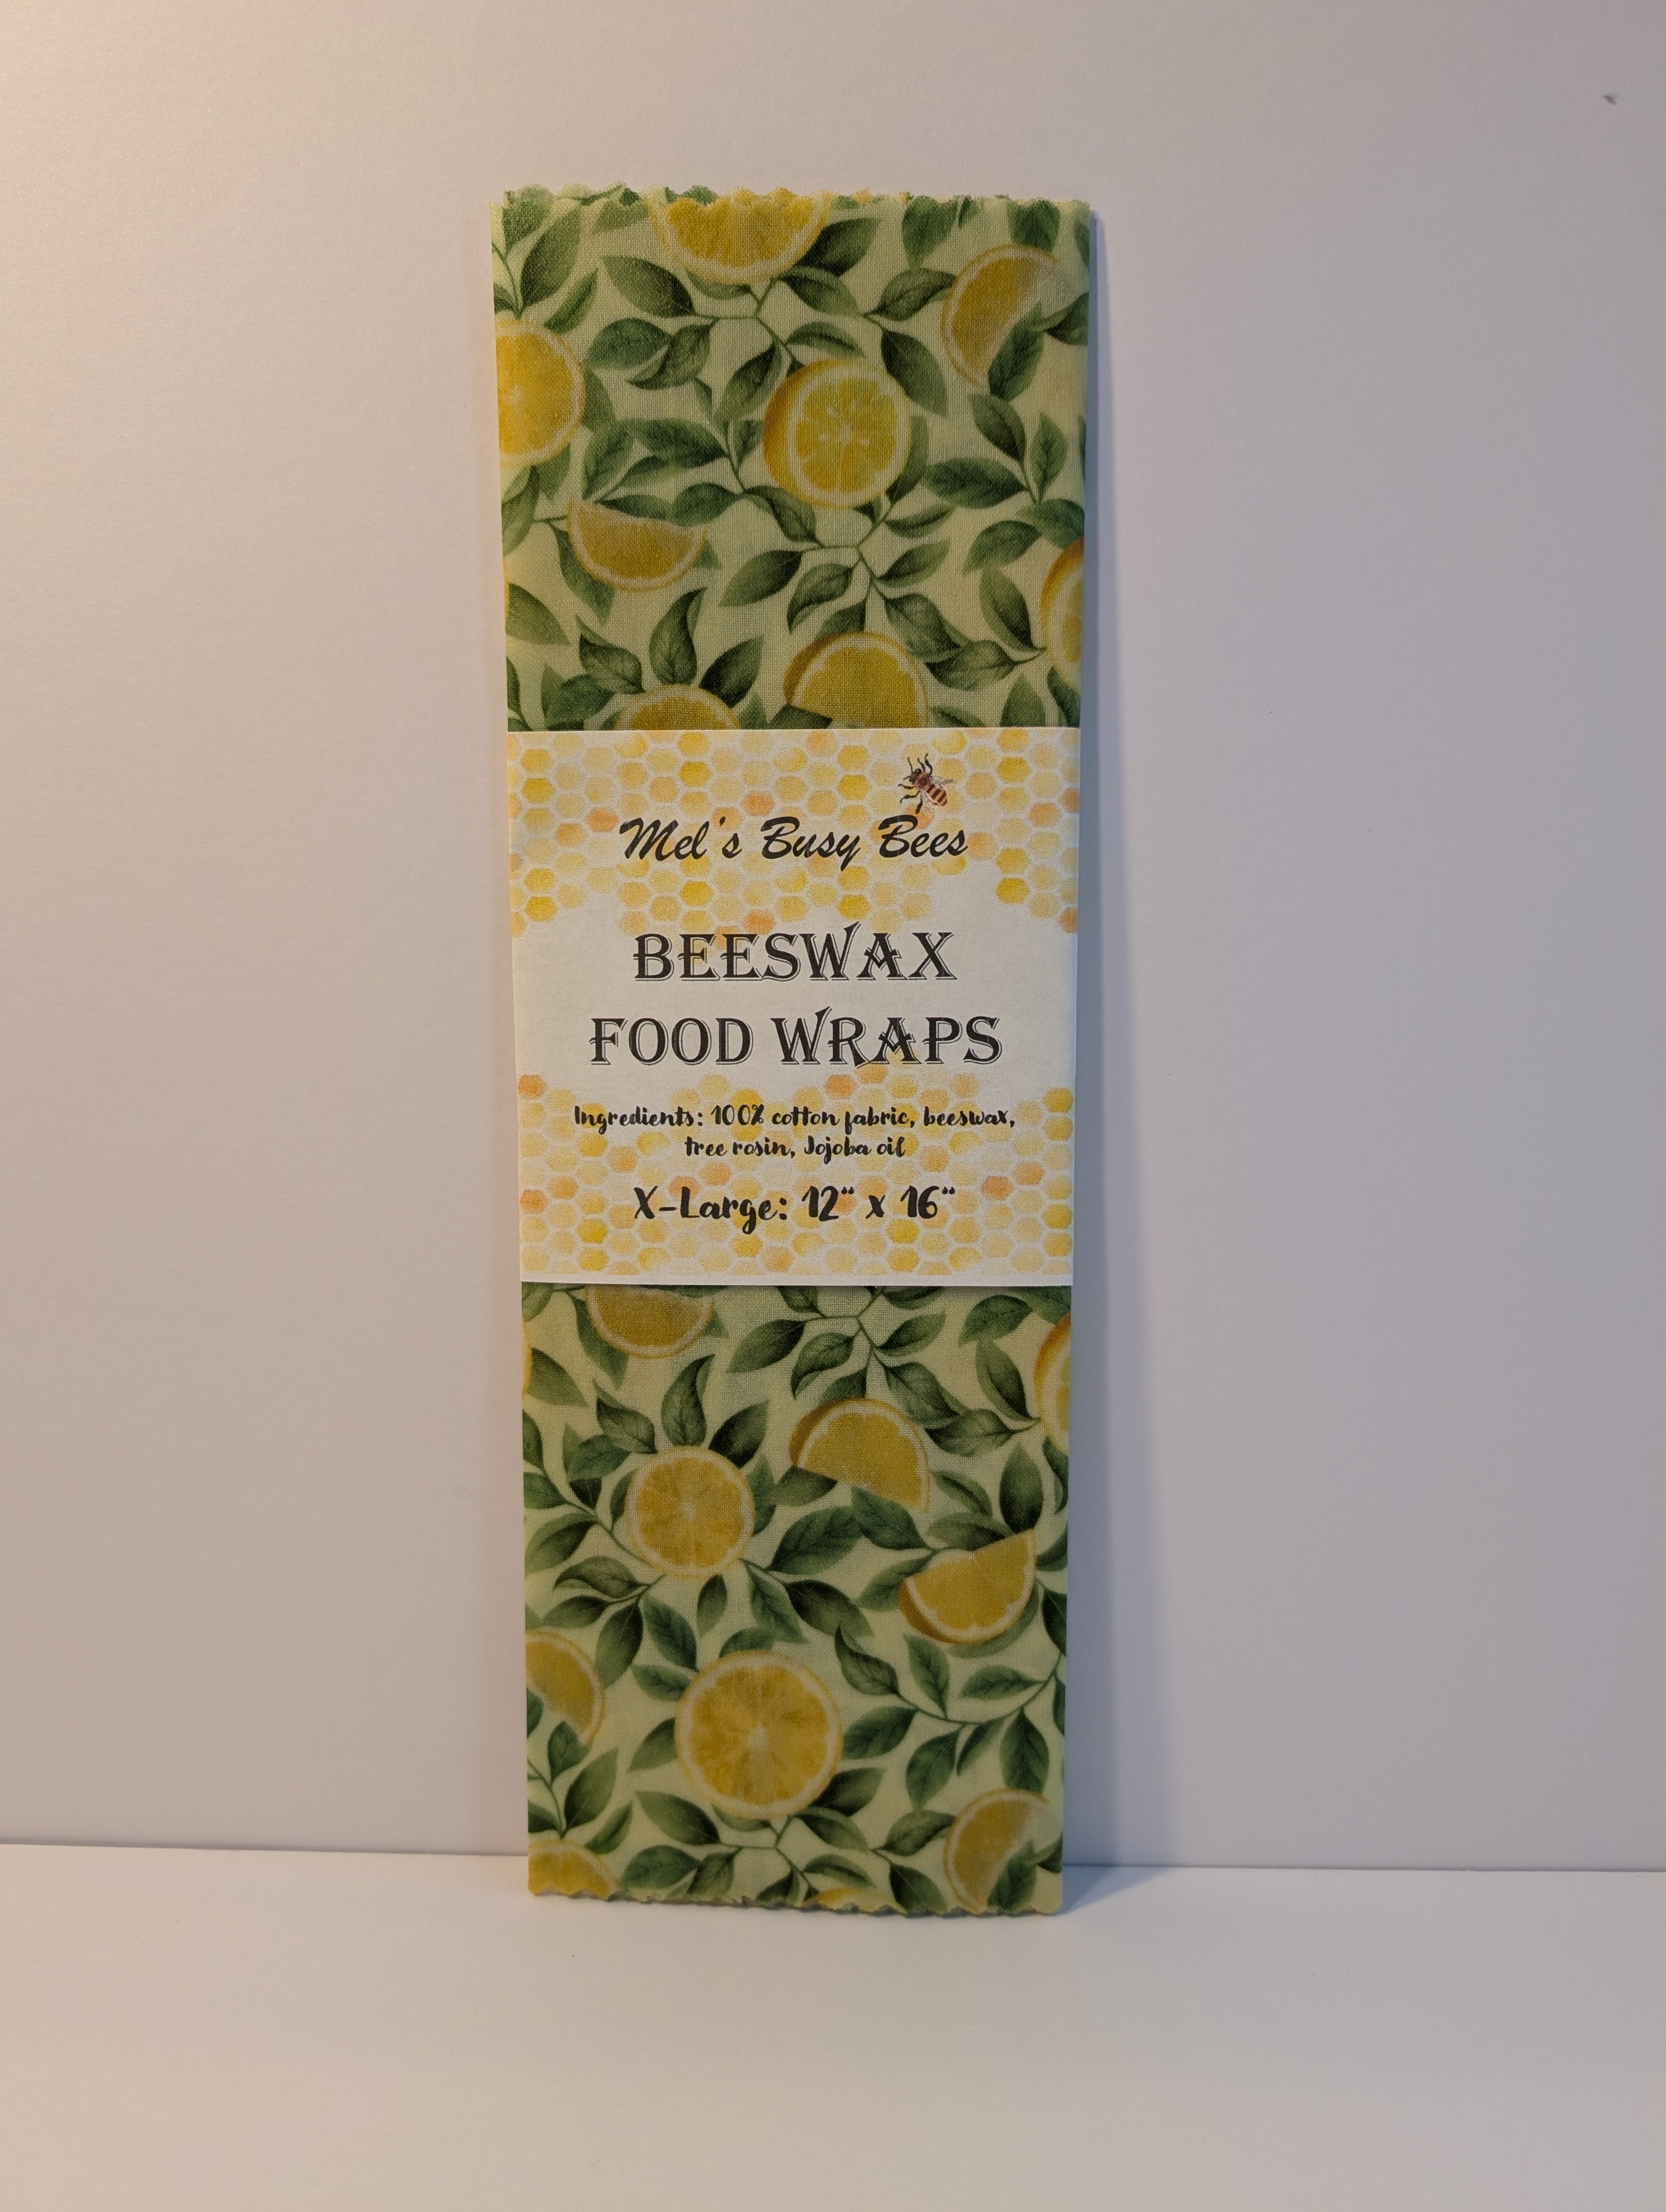 Mel's Busy Bees
BEESWAX
FOOD WRAPS
Ingredients: 100% cotton fabric, beeswax,
tree rosin, Jojoba oil
X-Large: 12" x 16"